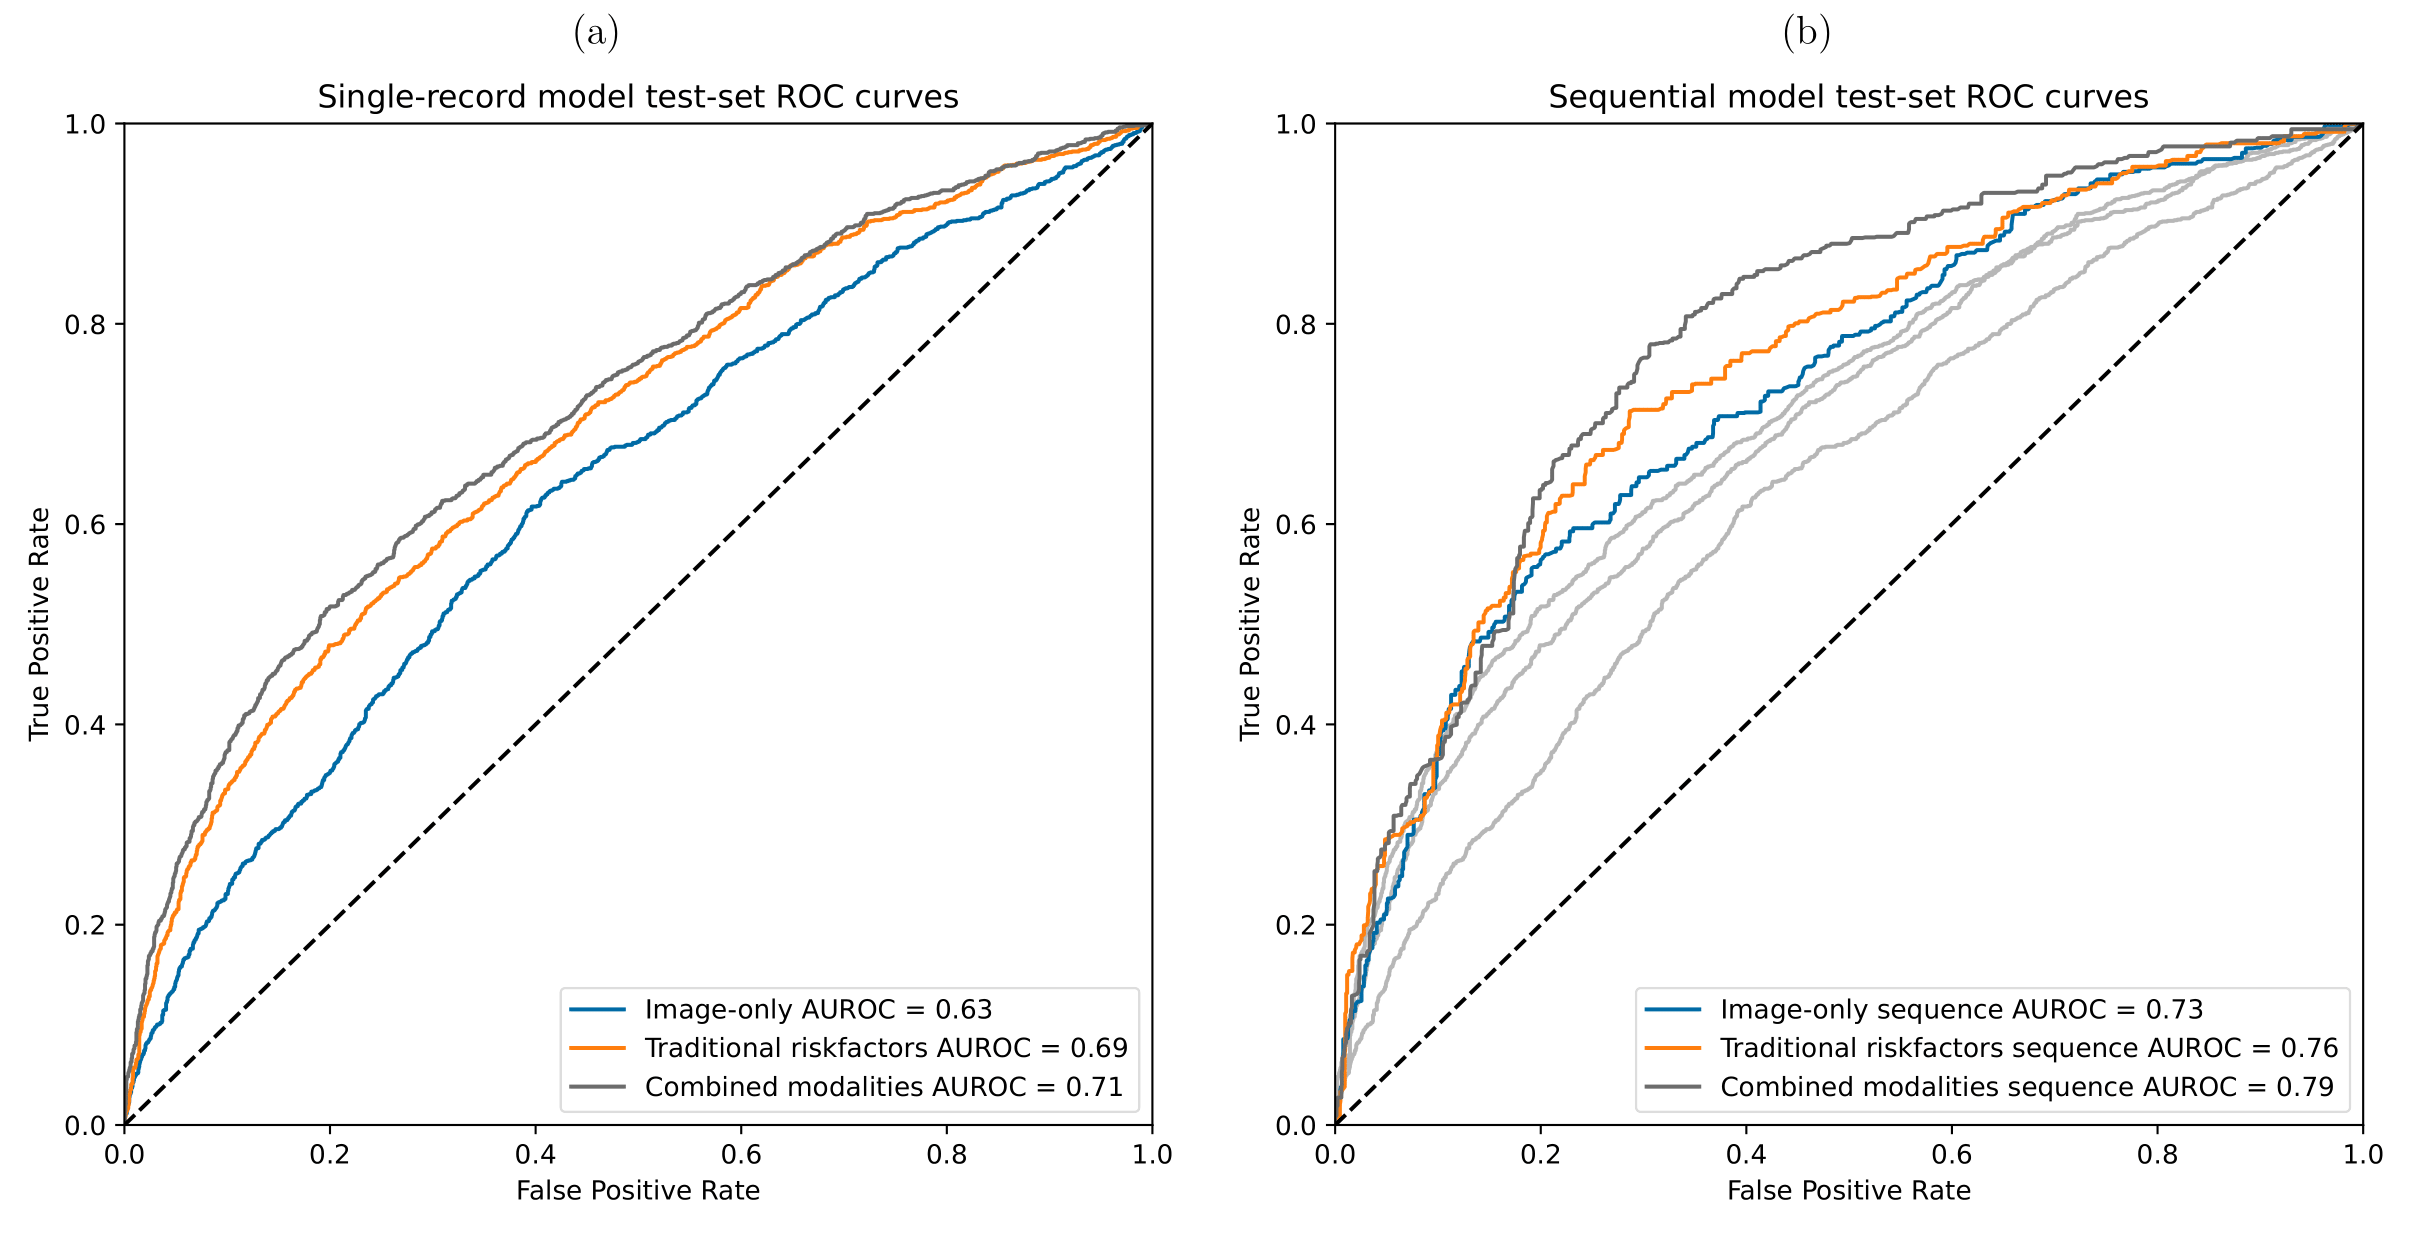 (a)
Single-record model test-set ROC curves
1.0
0.8
0.6
0.4
0.2
0.0
True Positive Rate
0.0 0.2 0.4 0.6 0.8 1.0
False Positive Rate
Image-only AUROC = 0.63
Traditional riskfactors AUROC = 0.69
Combined modalities AUROC = 0.71
(b)
Sequential model test-set ROC curves
1.0
0.8
0.6
0.4
0.2
0.0
True Positive Rate
0.0 0.2 0.4 0.6 0.8 1.0
False Positive Rate
Image-only sequence AUROC = 0.73
Traditional riskfactors sequence AUROC = 0.76
Combined modalities sequence AUROC = 0.79